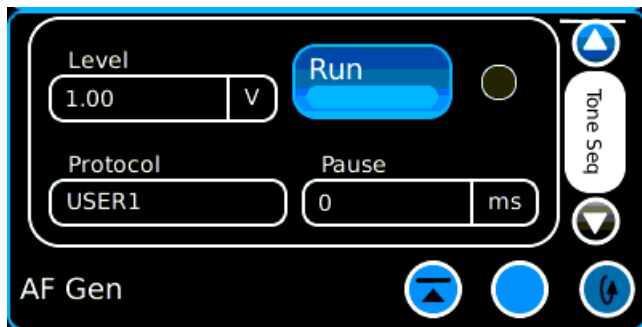 Level
Run
1.00 V
Tone Seq
Protocol
Pause
USER1
0 ms
AF Gen